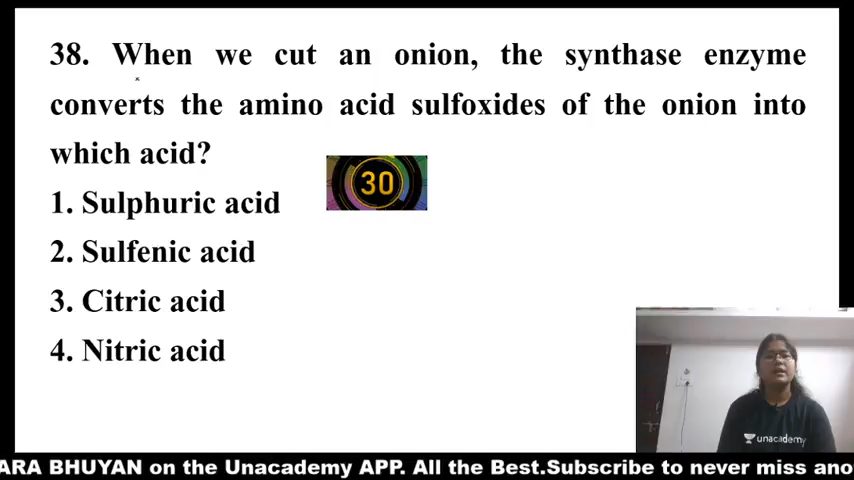 38. When we cut an onion, the synthase enzyme
converts the amino acid sulfoxides of the onion into
which acid?
30
1. Sulphuric acid
2. Sulfenic acid
3. Citric acid
4. Nitric acid
unacademy
ARA BHUYAN on the Unacademy APP. All the Best.Subscribe to never miss ano